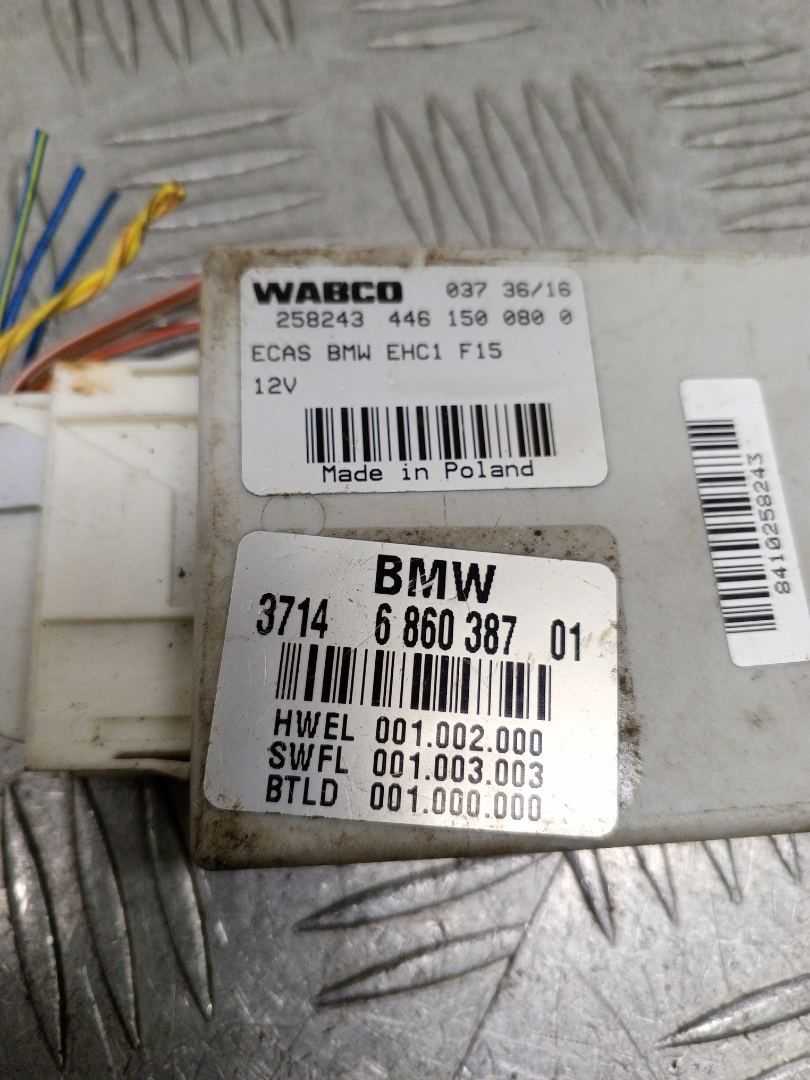 WABCO 037 36/16
258243 446 150 080 0
ECAS BMW EHC1 F15
12V
Made in Poland
8410258243
BMW
3714 6 860 387 01
HWEL 001.002.000
SWFL 001.003.003
BTLD 001.000.000